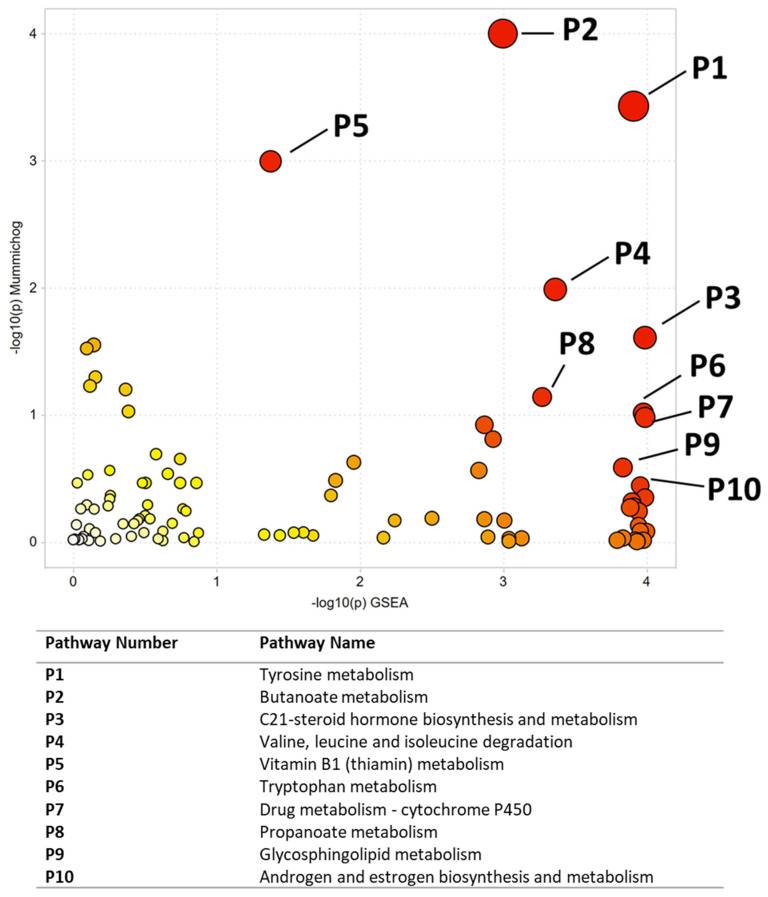 4
P2
P1
P5
3
P4
2
P3
P8
P6
1
P7
P9
P10
0
-log10(p) Mummichog
0 1 2 3 4
-log10(p) GSEA
Pathway Number Pathway Name
P1 Tyrosine metabolism
P2 Butanoate metabolism
P3 C21-steroid hormone biosynthesis and metabolism
P4 Valine, leucine and isoleucine degradation
P5 Vitamin B1 (thiamin) metabolism
P6 Tryptophan metabolism
P7 Drug metabolism - cytochrome P450
P8 Propanoate metabolism
P9 Glycosphingolipid metabolism
P10 Androgen and estrogen biosynthesis and metabolism